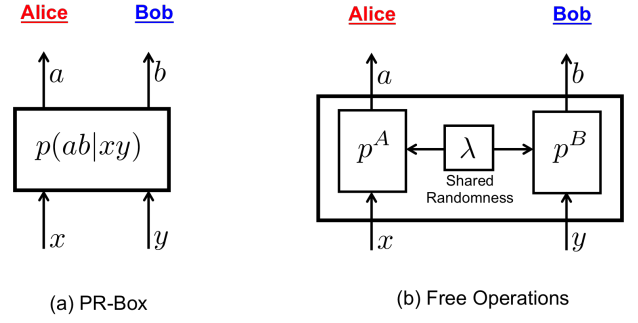 Alice Bob
a b
p(ab|xy)
x y
(a) PR-Box
Alice Bob
a b
p^A λ p^B
Shared
Randomness
x y
(b) Free Operations